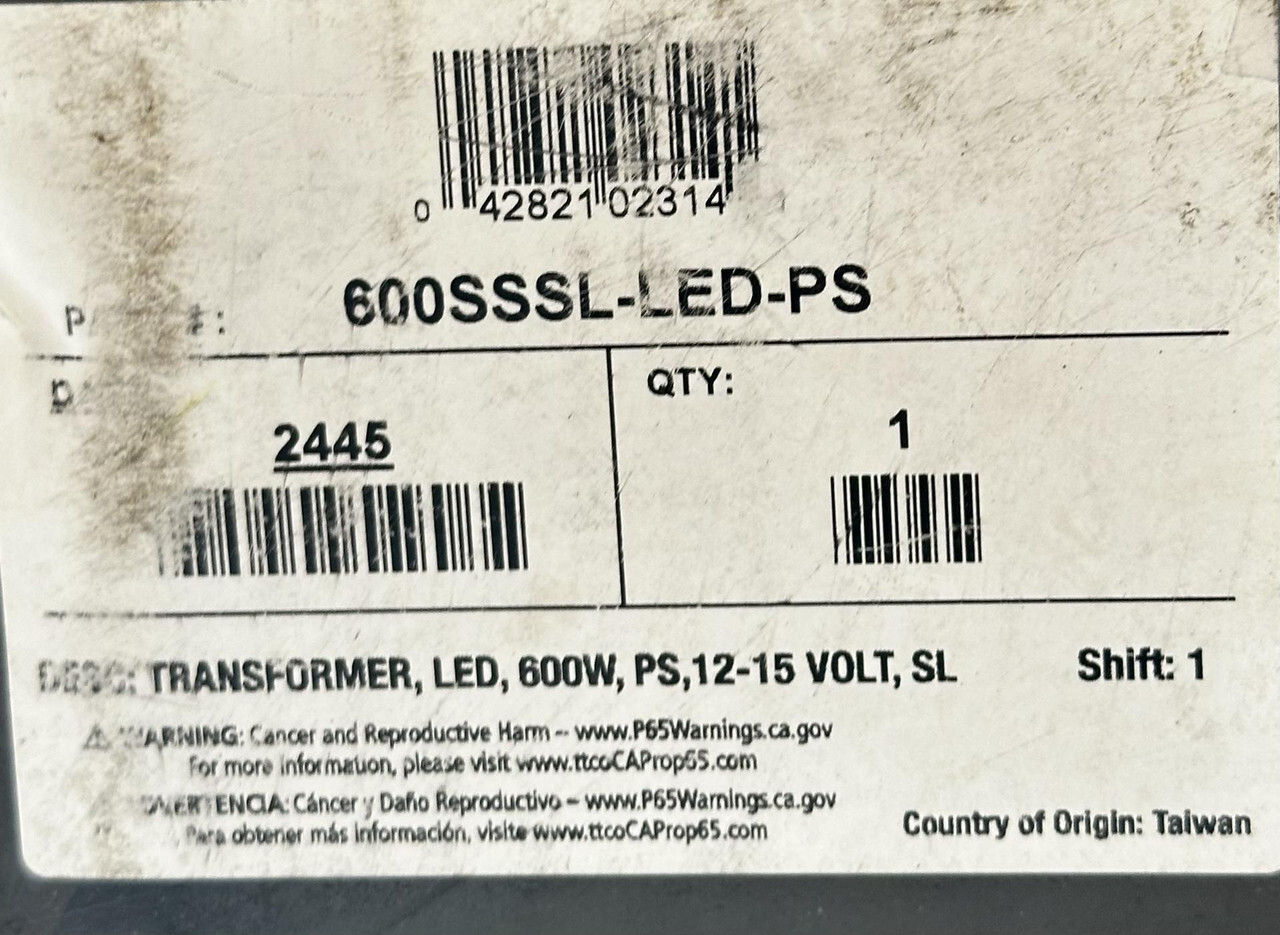 0 42821 02314
600SSSL-LED-PS
QTY:
2445
1
TRANSFORMER, LED, 600W, PS,12-15 VOLT, SL
Shift: 1
WARNING: Cancer and Reproductive Harm – www.P65Warnings.ca.gov
For more information, please visit www.ttcoCAProp65.com
ADVERTENCIA: Cáncer y Daño Reproductivo – www.P65Warnings.ca.gov
Para obtener más información, visite www.ttcoCAProp65.com
Country of Origin: Taiwan